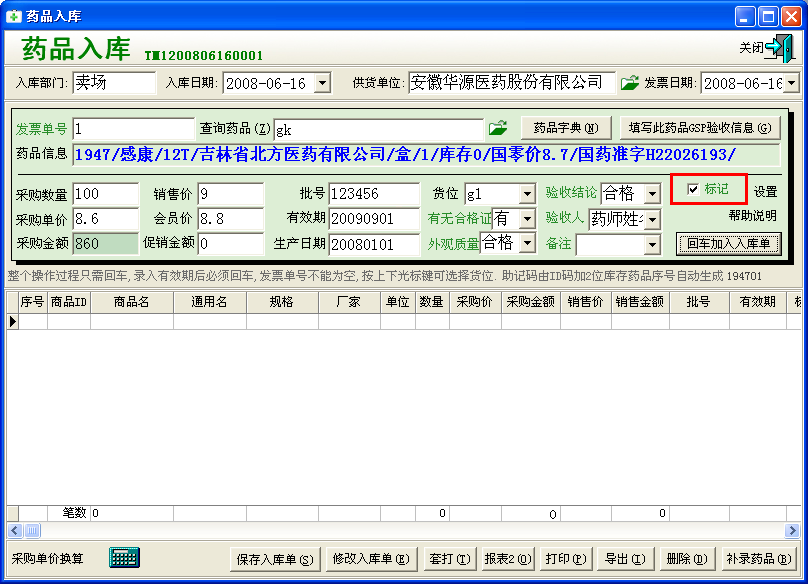 药品入库
药品入库 TM1200806160001 关闭
入库部门: 卖场 入库日期: 2008-06-16 供货单位: 安徽华源医药股份有限公司 发票日期: 2008-06-16
发票单号 1 查询药品(Z) gk 药品字典(N) 填写此药品GSP验收信息(G)
药品信息 1947/感康/12T/吉林省北方医药有限公司/盒/1/库存0/国零价8.7/国药准字H22026193/
采购数量 100 销售价 9 批号 123456 货位 g1 验收结论 合格 标记 设置
采购单价 8.6 会员价 8.8 有效期 20090901 有无合格证 有 验收人 药师姓名 帮助说明
采购金额 860 促销金额 0 生产日期 20080101 外观质量 合格 备注 回车加入入库单
整个操作过程只需回车, 录入有效期后必须回车, 发票单号不能为空, 按上下光标键可选择货位. 助记码由ID码加2位库存药品序号自动生成 194701
序号 商品ID 商品名 通用名 规格 厂家 单位 数量 采购价 采购金额 销售价 销售金额 批号 有效期
笔数 0 0 0 0
采购单价换算 保存入库单(S) 修改入库单(E) 套打(T) 报表2(Q) 打印(P) 导出(I) 删除(D) 补录药品(B)